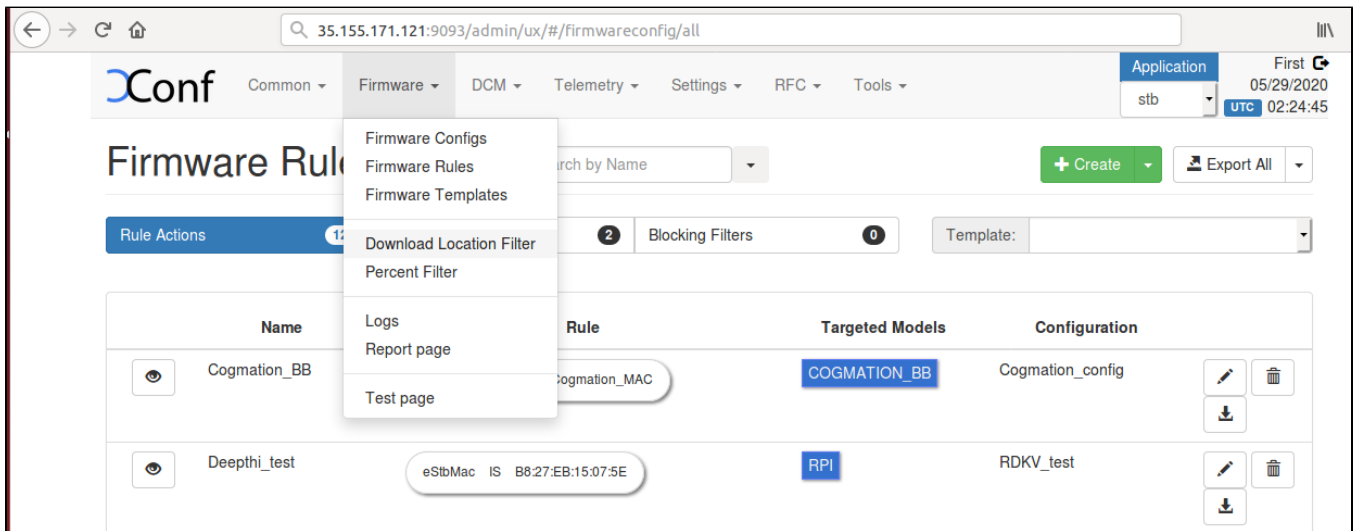 35.155.171.121:9093/admin/ux/#/firmwareconfig/all
Conf Common Firmware DCM Telemetry Settings RFC Tools
Application
stb
First
05/29/2020
UTC 02:24:45
Firmware Configs
Firmware Rules
Firmware Templates
Download Location Filter
Percent Filter
Logs
Report page
Test page
Firmware by Name
Create
Export All
Rule Actions 2 Blocking Filters 0 Template:
Name Rule Targeted Models Configuration
Cogmation_BB Cogmation_MAC COGMATION_BB Cogmation_config
Deepthi_test eStbMac IS B8:27:EB:15:07:5E RPI RDKV_test